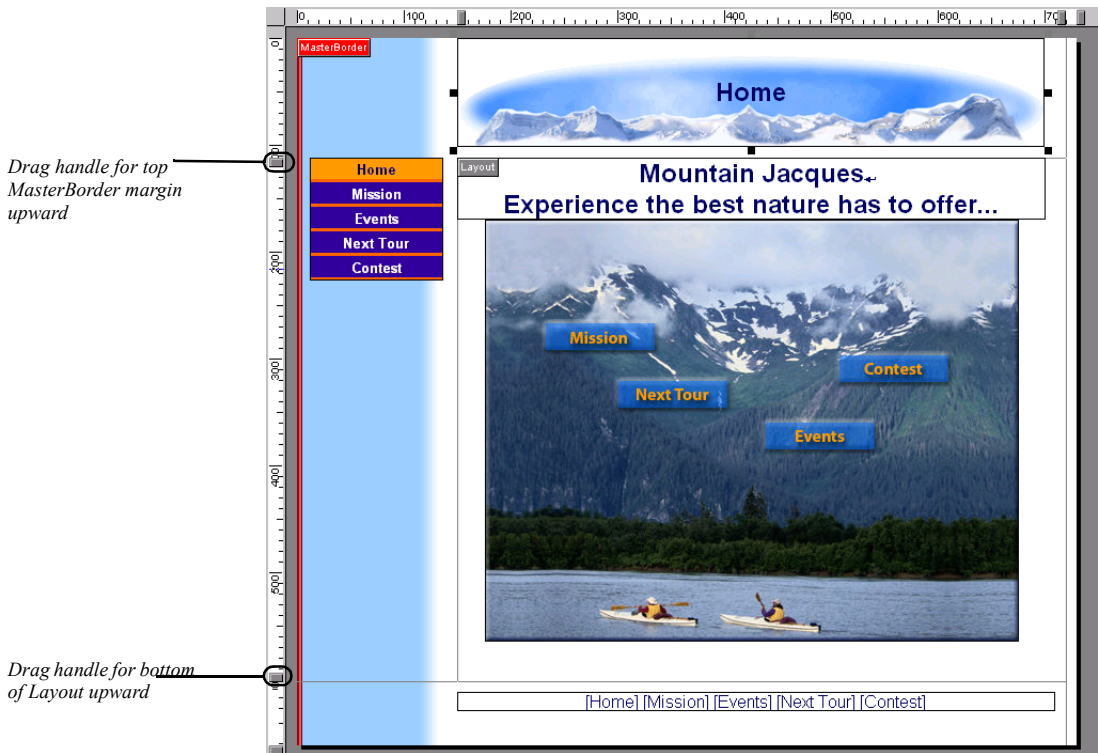 0 |100 |200 |300 |400 |500 |600
MasterBorder
Home
Drag handle for top
MasterBorder margin
upward
Home
Mission
Events
Next Tour
Contest
Layout
Mountain Jacques
Experience the best nature has to offer...
0
200
300
400
500
Mission
Contest
Next Tour
Events
Drag handle for bottom
of Layout upward
[Home] [Mission] [Events] [Next Tour] [Contest]